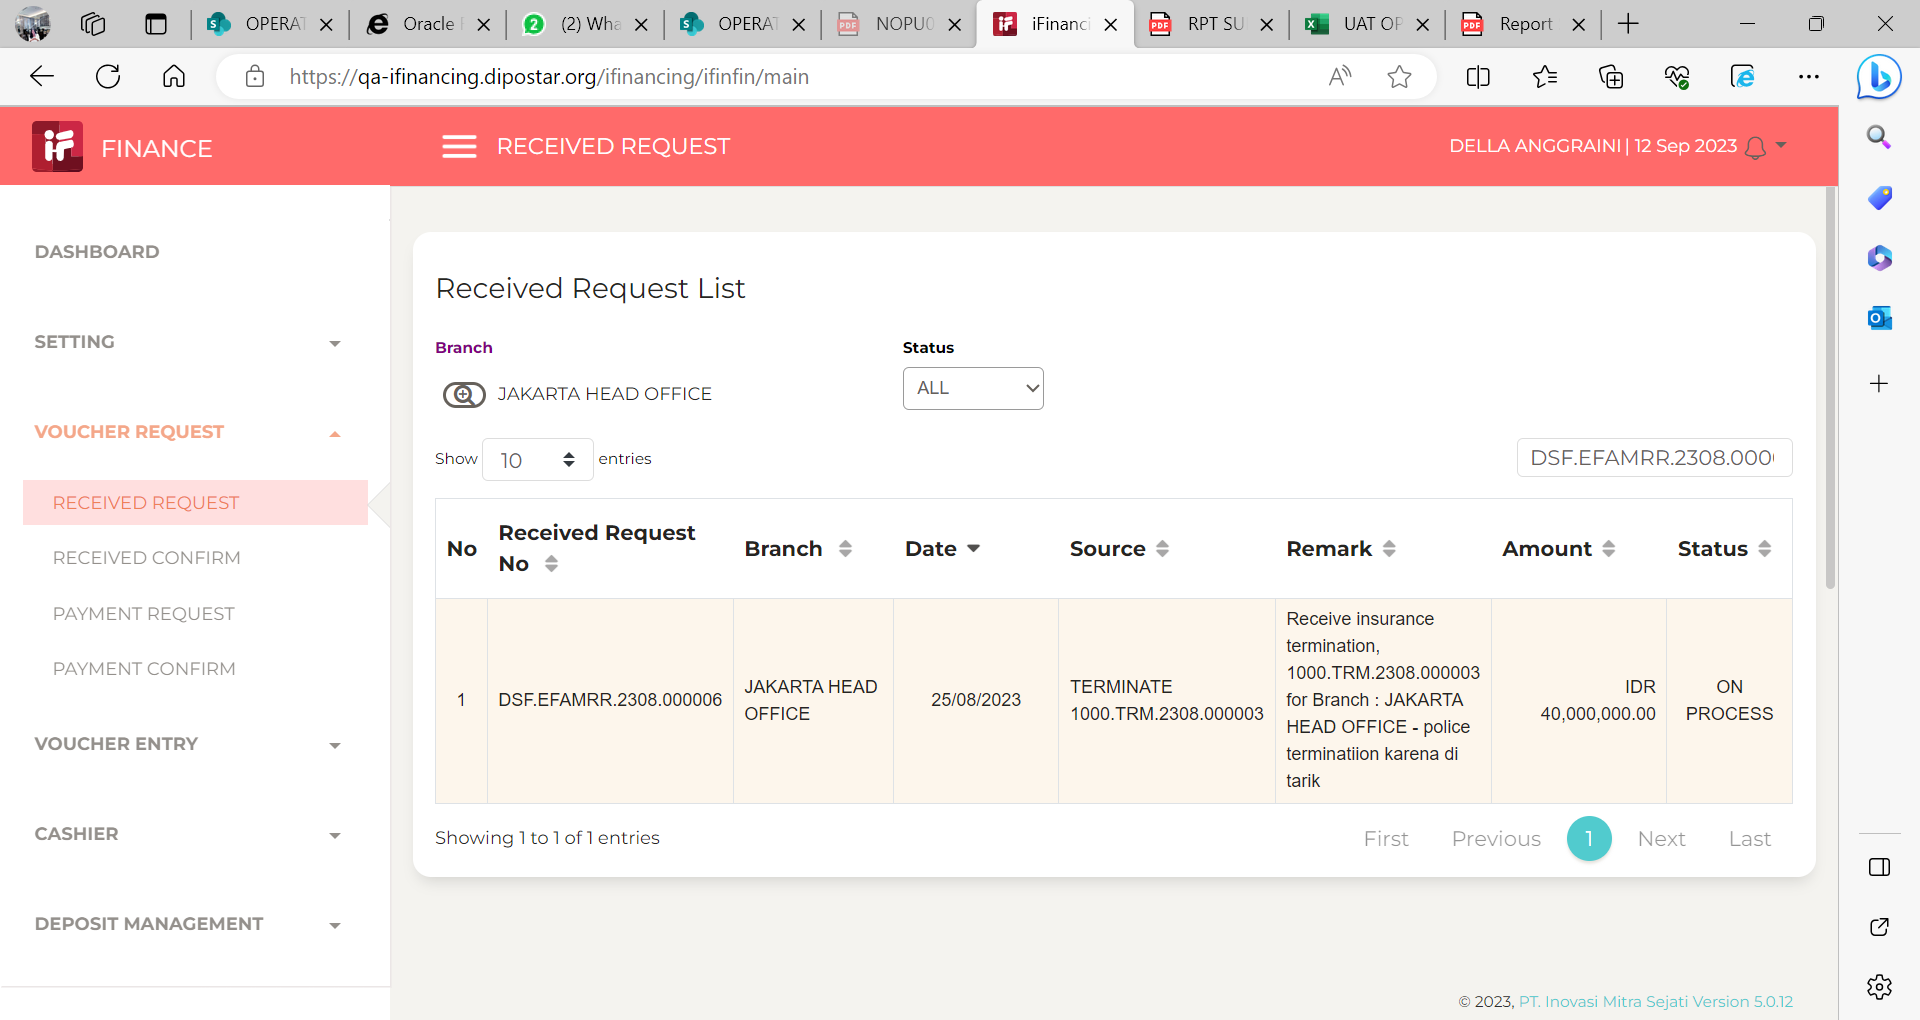 OPERAT
Oracle
(2) Wha
OPERAT
NOPU0
iFinanci
RPT SU
UAT OP
Report
https://qa-ifinancing.dipostar.org/ifinancing/ifinfin/main
FINANCE
RECEIVED REQUEST
DELLA ANGGRAINI | 12 Sep 2023
DASHBOARD
SETTING
VOUCHER REQUEST
RECEIVED REQUEST
RECEIVED CONFIRM
PAYMENT REQUEST
PAYMENT CONFIRM
VOUCHER ENTRY
CASHIER
DEPOSIT MANAGEMENT
Received Request List
Branch
Status
JAKARTA HEAD OFFICE
ALL
Show 10 entries
DSF.EFAMRR.2308.000
No
Received Request
No
Branch
Date
Source
Remark
Amount
Status
1
DSF.EFAMRR.2308.000006
JAKARTA HEAD
OFFICE
25/08/2023
TERMINATE
1000.TRM.2308.000003
Receive insurance
termination,
1000.TRM.2308.000003
for Branch : JAKARTA
HEAD OFFICE - police
terminatiion karena di
tarik
IDR
40,000,000.00
ON
PROCESS
Showing 1 to 1 of 1 entries
First
Previous
1
Next
Last
© 2023, PT. Inovasi Mitra Sejati Version 5.0.12